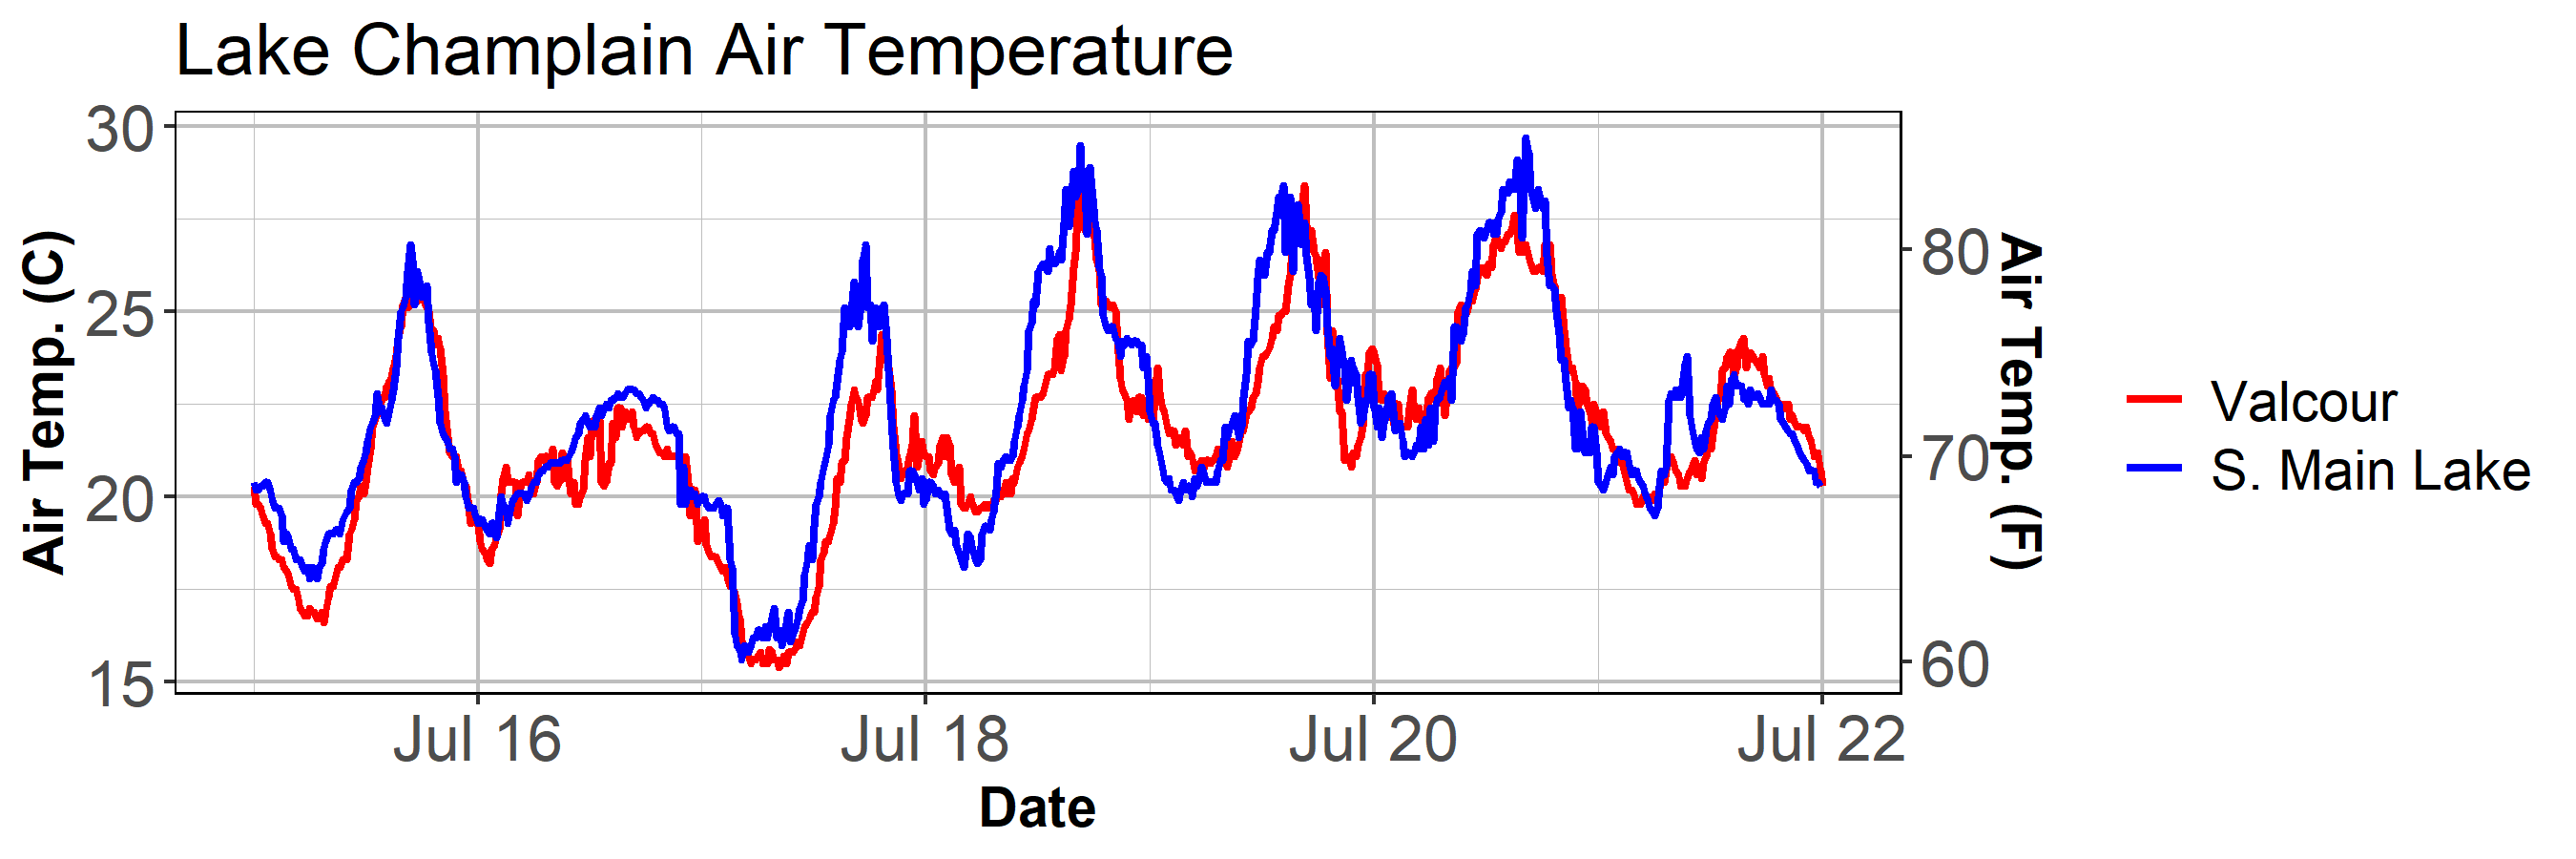 Lake Champlain Air Temperature
Air Temp. (C)
30
25
20
15
Jul 16
Jul 18
Jul 20
Jul 22
Date
80
70
60
Air Temp. (F)
Valcour
S. Main Lake